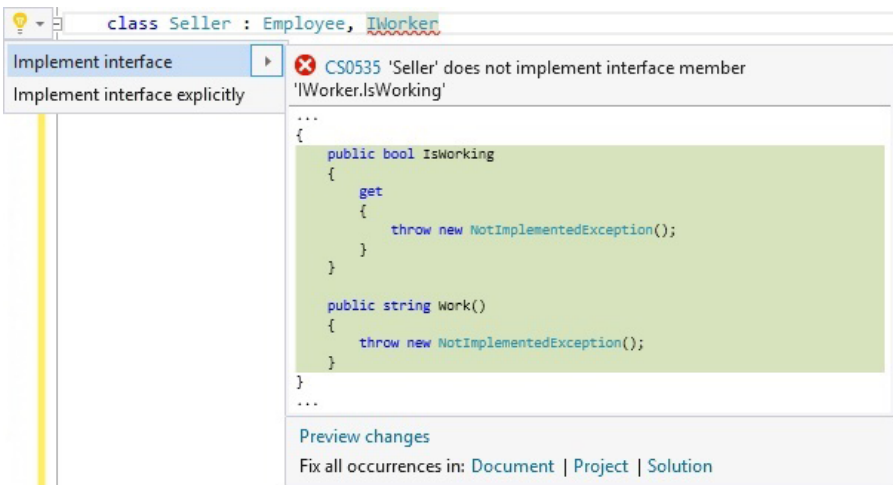 class Seller : Employee, IWorker
Implement interface
Implement interface explicitly
CS0535 'Seller' does not implement interface member
'IWorker.IsWorking'
...
{
public bool IsWorking
{
get
{
throw new NotImplementedException();
}
}
public string Work()
{
throw new NotImplementedException();
}
}
...
Preview changes
Fix all occurrences in: Document | Project | Solution